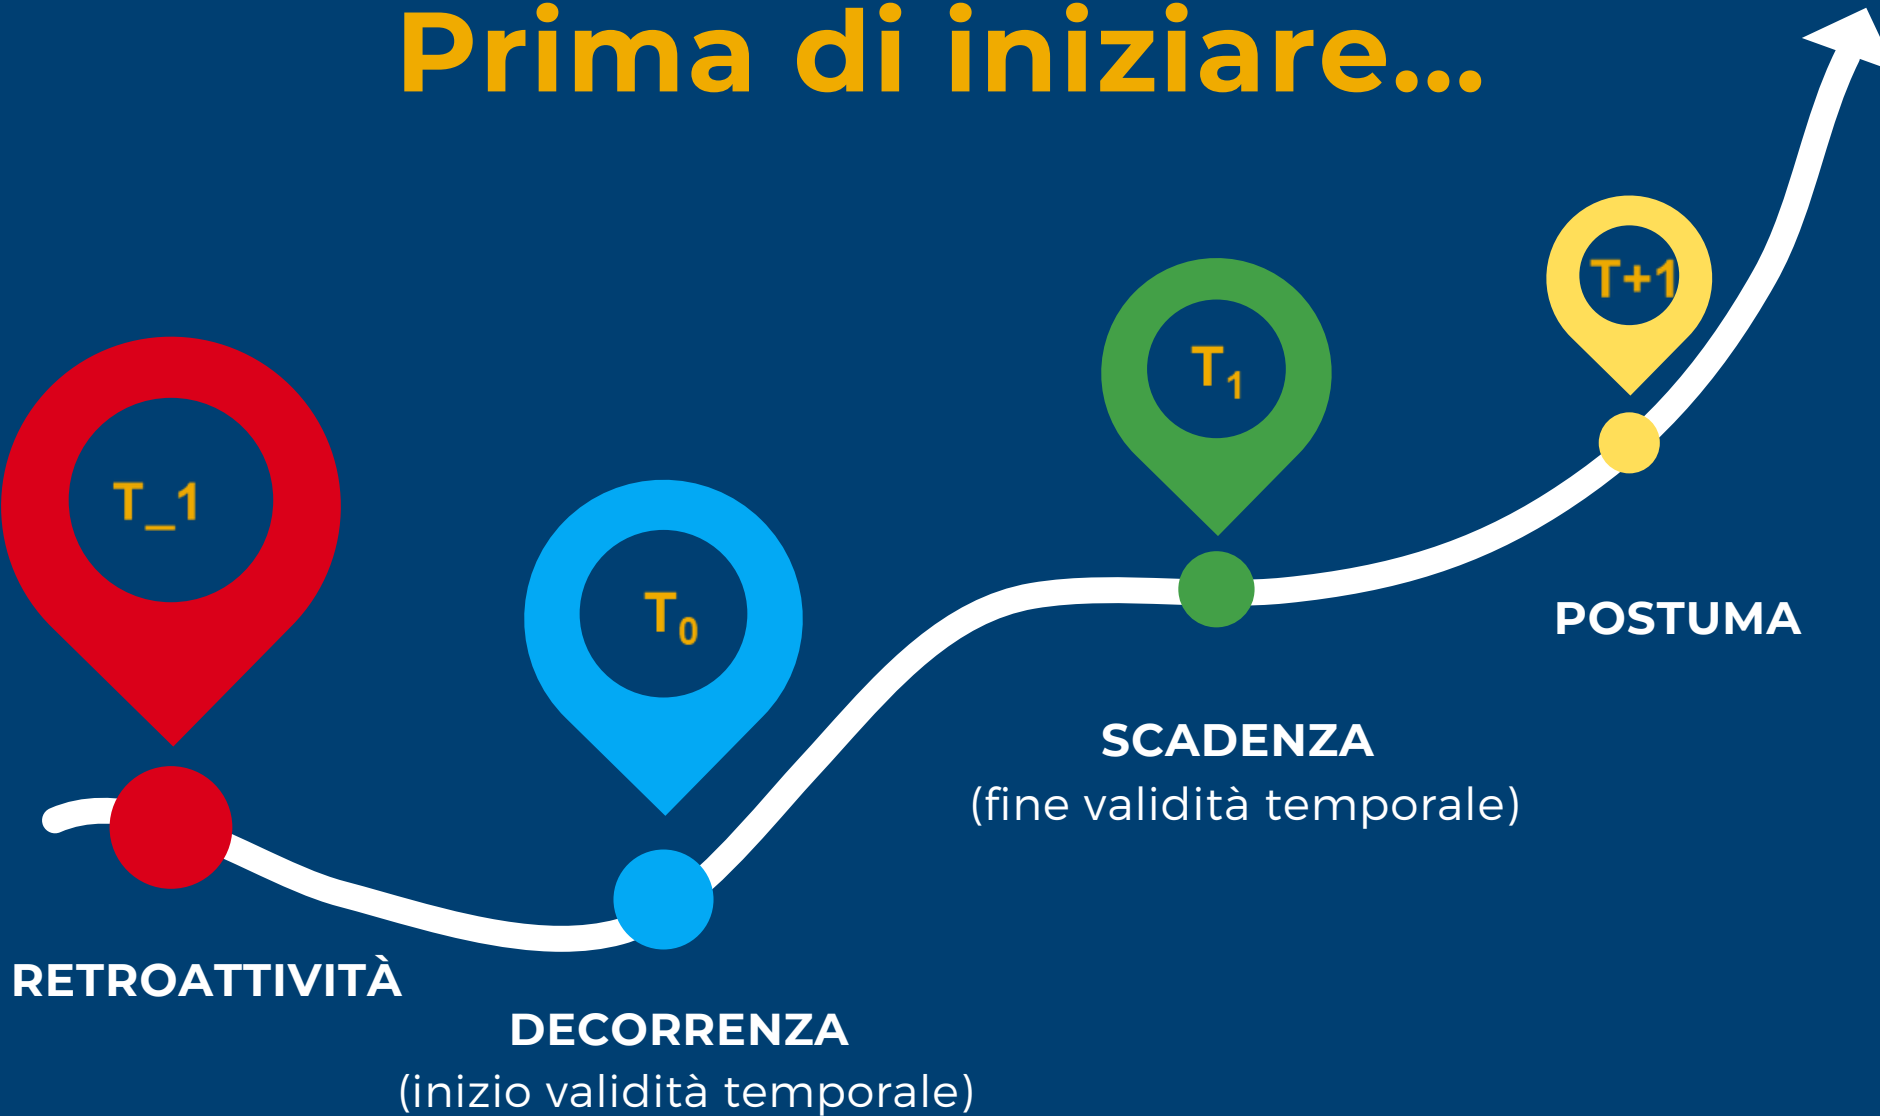 Prima di iniziare...
T_1
RETROATTIVITÀ
T0
DECORRENZA
(inizio validità temporale)
T1
SCADENZA
(fine validità temporale)
T+1
POSTUMA